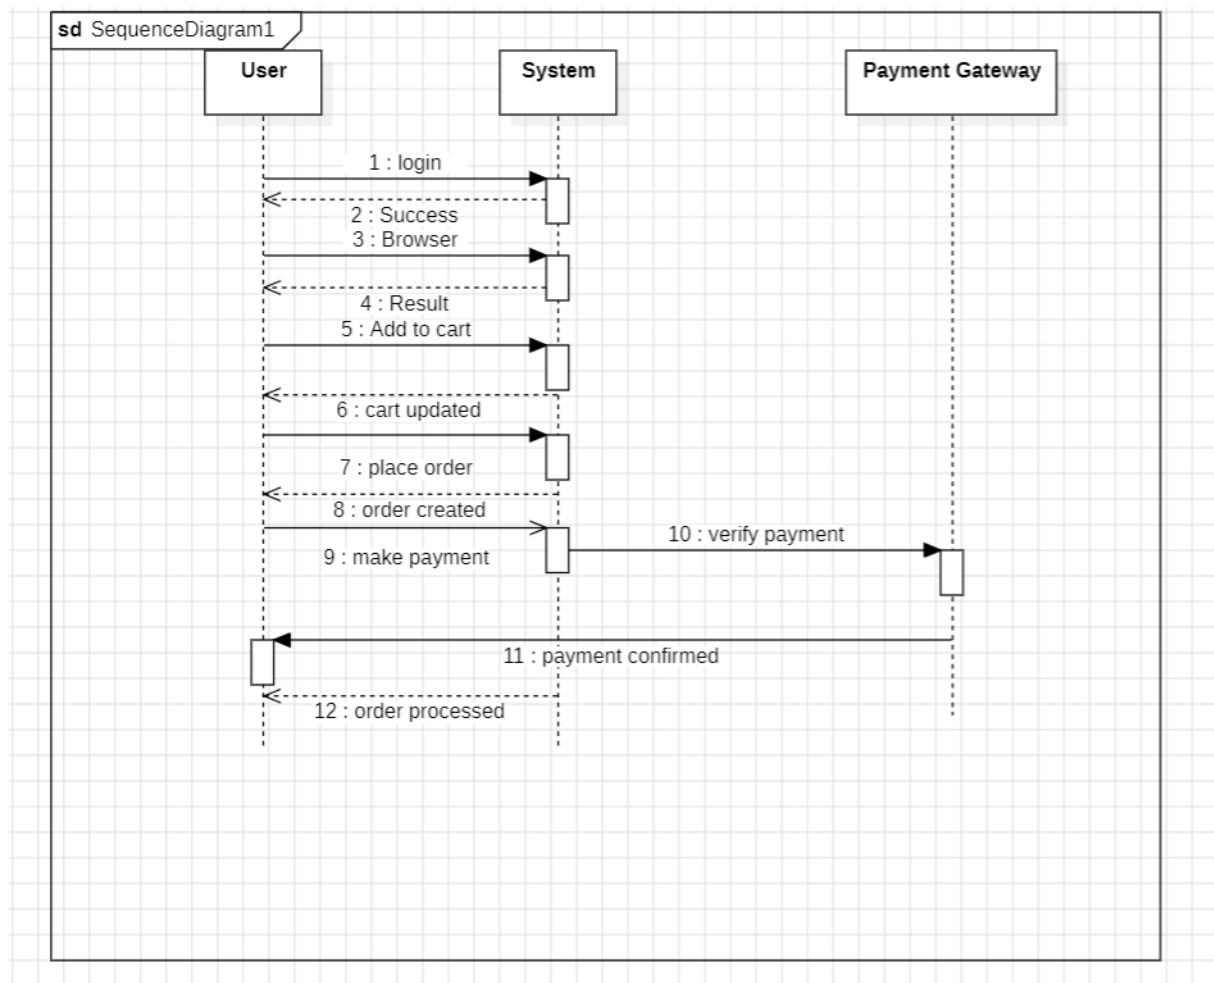 sd SequenceDiagram1
User
System
Payment Gateway
1 : login
2 : Success
3 : Browser
4 : Result
5 : Add to cart
6 : cart updated
7 : place order
8 : order created
10 : verify payment
9 : make payment
11 : payment confirmed
12 : order processed